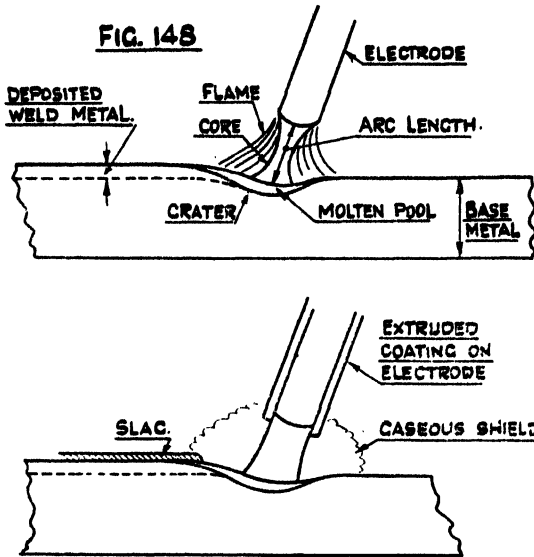 FIG. 148
ELECTRODE
DEPOSITED
WELD METAL.
FLAME
CORE
ARC LENGTH.
CRATER
MOLTEN POOL
BASE
METAL
EXTRUDED
COATING ON
ELECTRODE
SLAG.
GASEOUS SHIELD